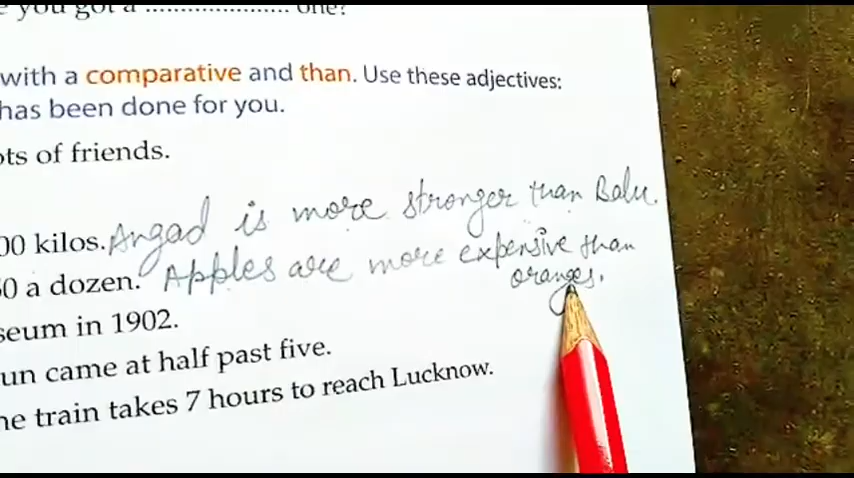 e you got a ..................... one?
with a comparative and than. Use these adjectives:
has been done for you.
ots of friends.
00 kilos. Angad is more stronger than Balu.
50 a dozen. Apples are more expensive than
oranges.
seum in 1902.
un came at half past five.
ne train takes 7 hours to reach Lucknow.